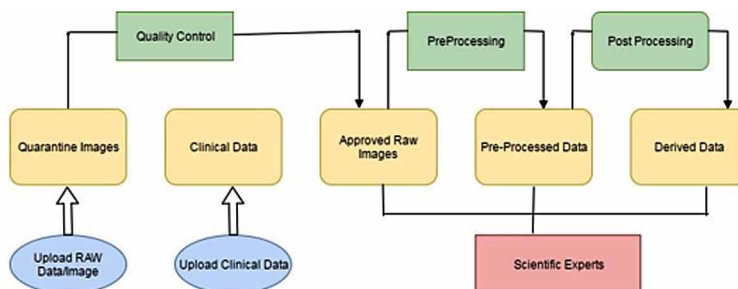 Quality Control
PreProcessing
Post Processing
Quarantine Images
Clinical Data
Approved Raw
Images
Pre-Processed Data
Derived Data
Upload RAW
Data/Image
Upload Clinical Data
Scientific Experts